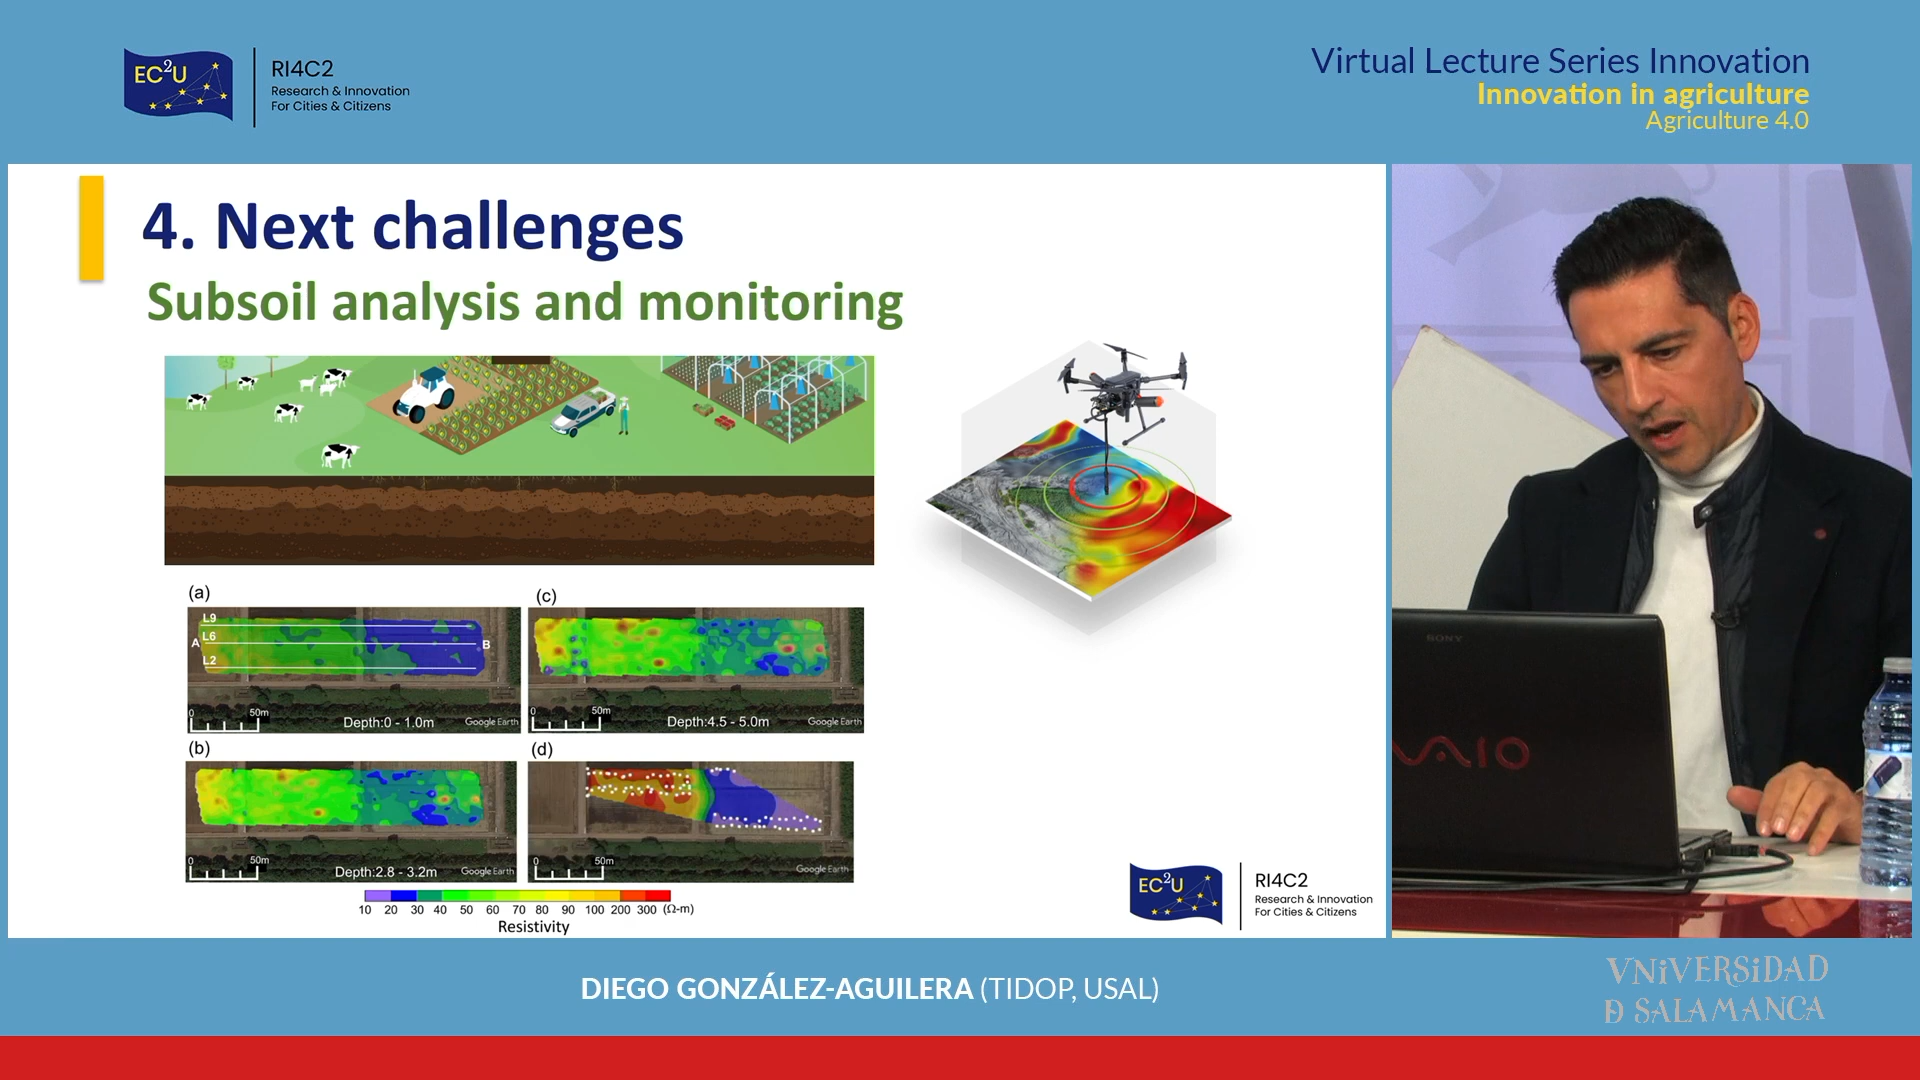 EC2U
RI4C2
Research & Innovation
For Cities & Citizens
Virtual Lecture Series Innovation
Innovation in agriculture
Agriculture 4.0
4. Next challenges
Subsoil analysis and monitoring
(a)
L9
L6
A
B
L2
0
50m
Depth:0 - 1.0m
Google Earth
(c)
0
50m
Depth:4.5 - 5.0m
Google Earth
(b)
0
50m
Depth:2.8 - 3.2m
Google Earth
(d)
0
50m
Google Earth
10 20 30 40 50 60 70 80 90 100 200 300 (Ω-m)
Resistivity
EC2U
RI4C2
Research & Innovation
For Cities & Citizens
SONY
VAIO
DIEGO GONZÁLEZ-AGUILERA (TIDOP, USAL)
VNiVERSiDAD
Ð SALAMANCA